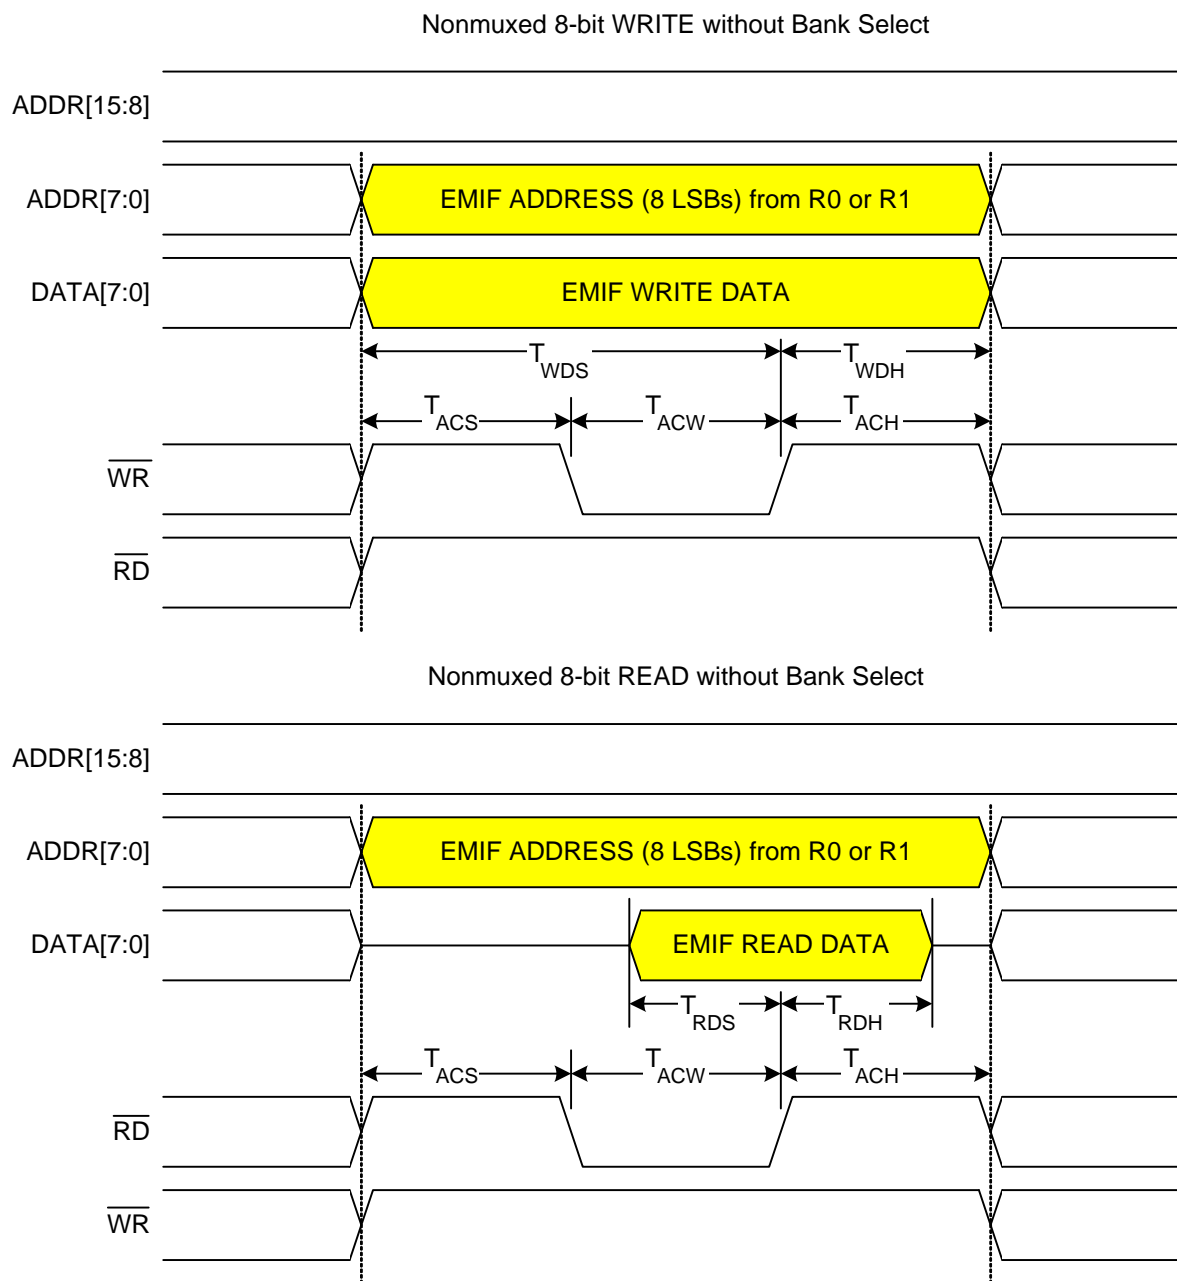 Nonmuxed 8-bit WRITE without Bank Select
ADDR[15:8]
ADDR[7:0]
EMIF ADDRESS (8 LSBs) from R0 or R1
DATA[7:0]
EMIF WRITE DATA
TWDS TWDH
TACS TACW TACH
WR
RD
Nonmuxed 8-bit READ without Bank Select
ADDR[15:8]
ADDR[7:0]
EMIF ADDRESS (8 LSBs) from R0 or R1
DATA[7:0]
EMIF READ DATA
TRDS TRDH
TACS TACW TACH
RD
WR